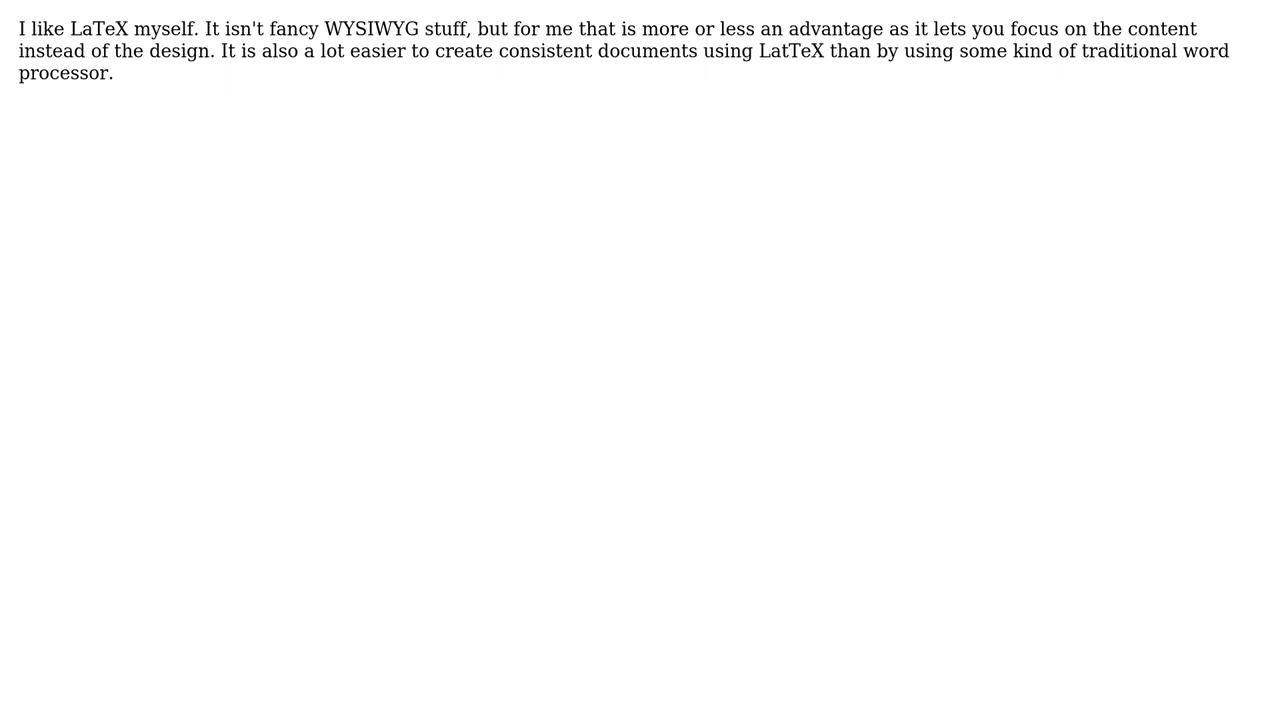 I like LaTeX myself. It isn't fancy WYSIWYG stuff, but for me that is more or less an advantage as it lets you focus on the content
instead of the design. It is also a lot easier to create consistent documents using LatTeX than by using some kind of traditional word
processor.